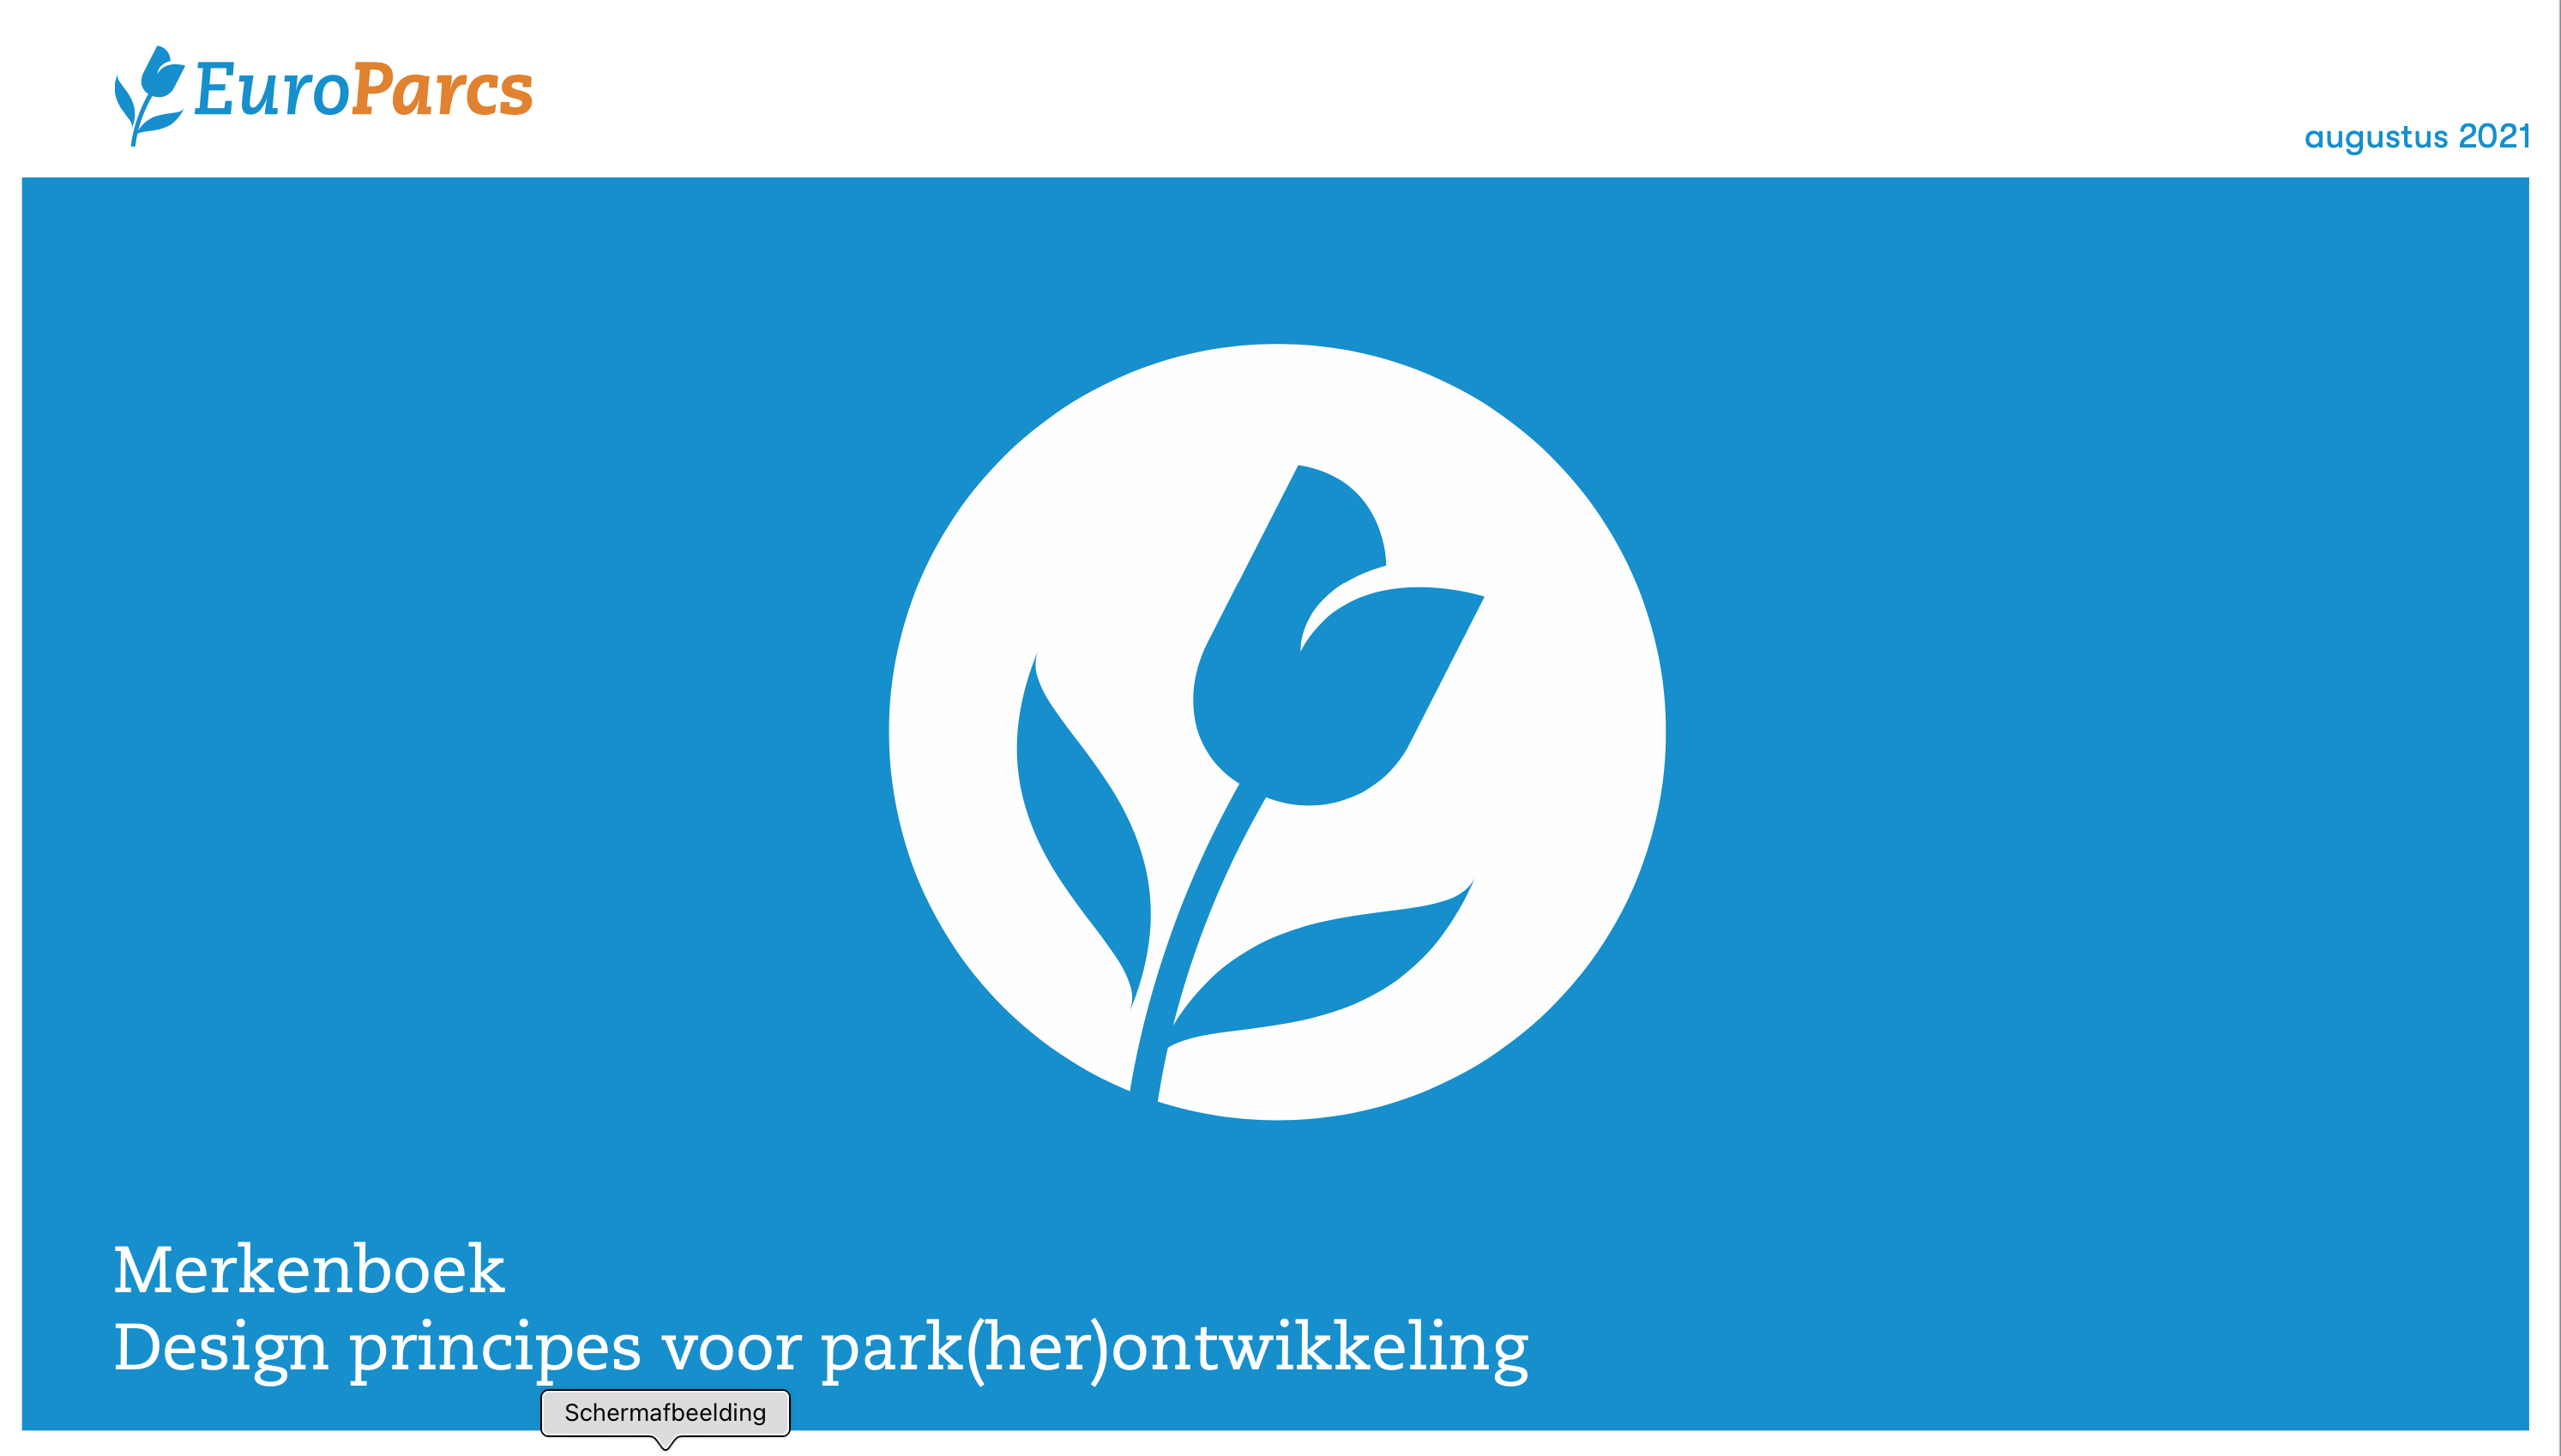 EuroParcs
augustus 2021
Merkenboek
Design principes voor park(her)ontwikkeling
Schermafbeelding